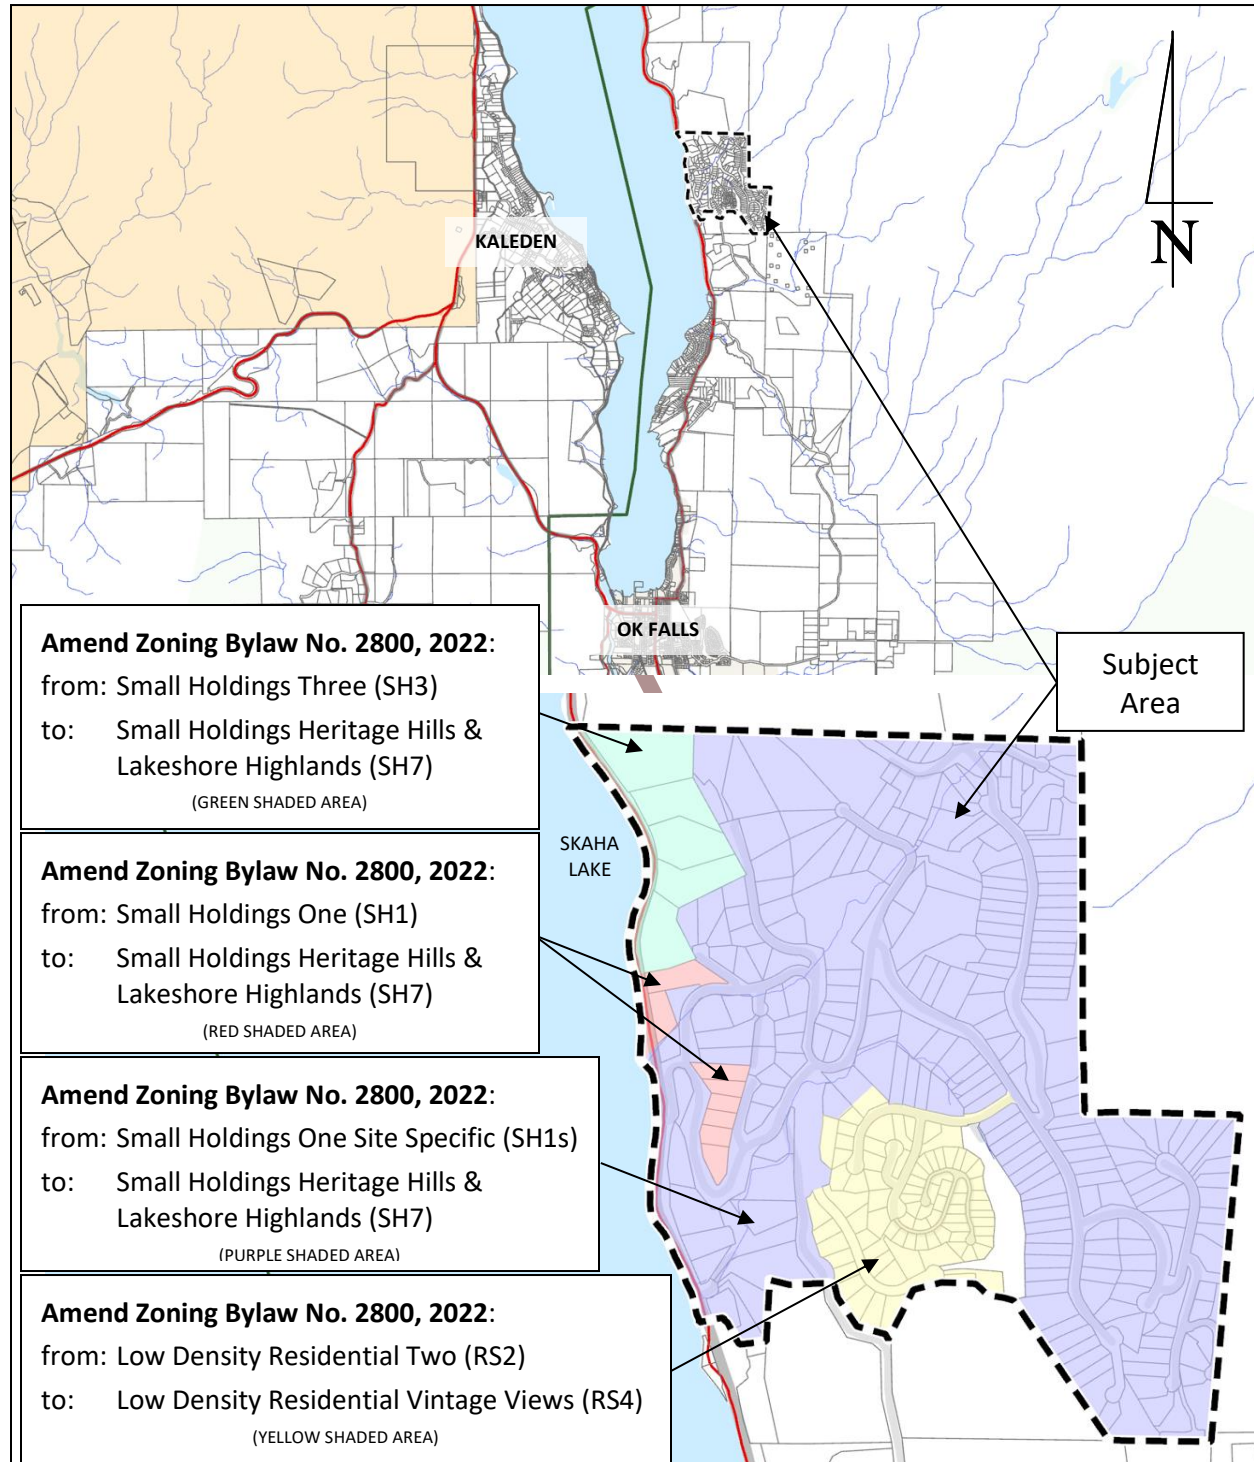 KALEDEN
N
OK FALLS
Subject
Area
Amend Zoning Bylaw No. 2800, 2022:
from: Small Holdings Three (SH3)
to: Small Holdings Heritage Hills &
Lakeshore Highlands (SH7)
(GREEN SHADED AREA)
SKAHA
LAKE
Amend Zoning Bylaw No. 2800, 2022:
from: Small Holdings One (SH1)
to: Small Holdings Heritage Hills &
Lakeshore Highlands (SH7)
(RED SHADED AREA)
Amend Zoning Bylaw No. 2800, 2022:
from: Small Holdings One Site Specific (SH1s)
to: Small Holdings Heritage Hills &
Lakeshore Highlands (SH7)
(PURPLE SHADED AREA)
Amend Zoning Bylaw No. 2800, 2022:
from: Low Density Residential Two (RS2)
to: Low Density Residential Vintage Views (RS4)
(YELLOW SHADED AREA)